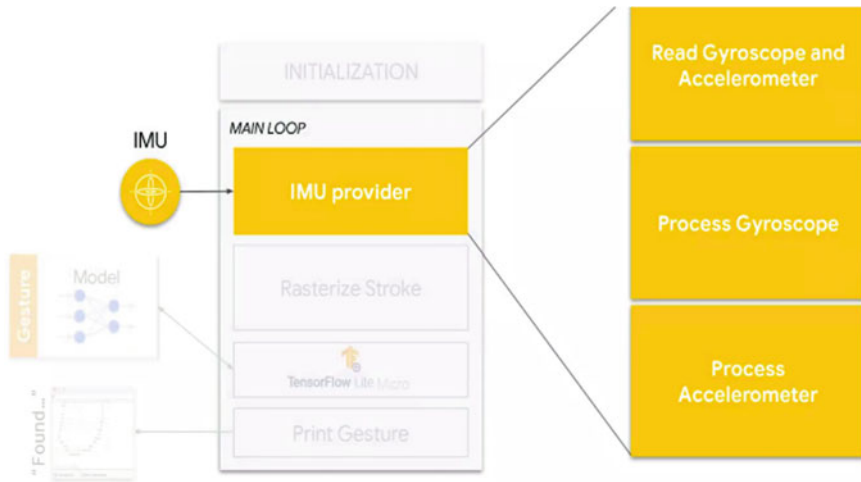 INITIALIZATION
MAIN LOOP
IMU
IMU provider
Rasterize Stroke
Gesture
Model
TensorFlow Lite Micro
Print Gesture
"Found..."
Read Gyroscope and
Accelerometer
Process Gyroscope
Process
Accelerometer